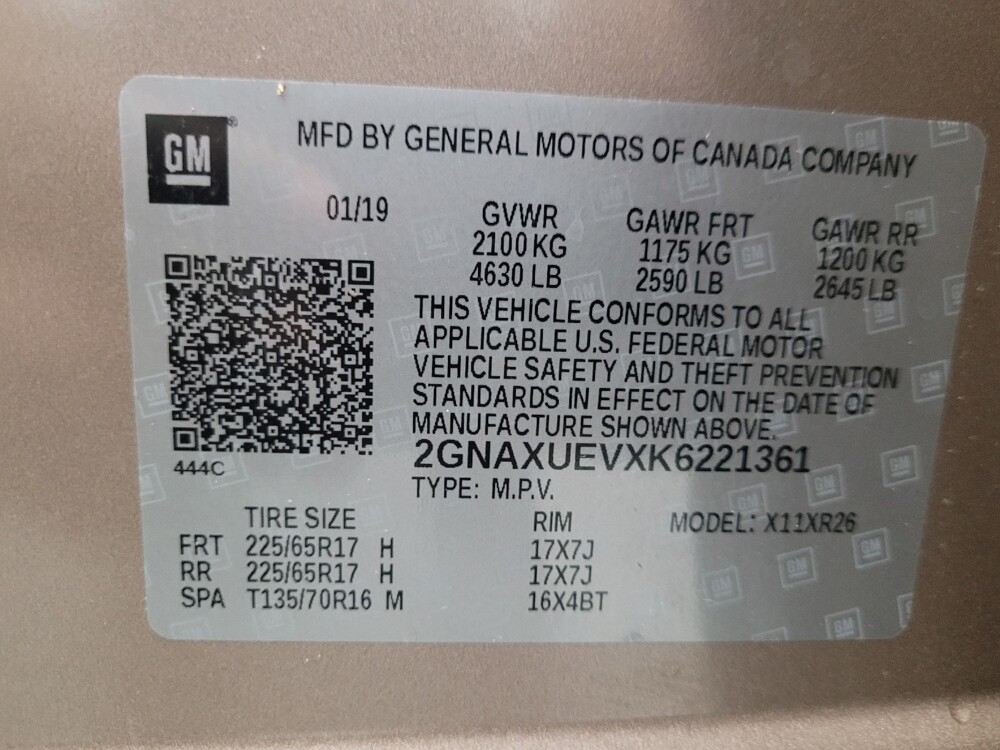 GM
MFD BY GENERAL MOTORS OF CANADA COMPANY
01/19
GVWR GAWR FRT GAWR RR
2100 KG 1175 KG 1200 KG
4630 LB 2590 LB 2645 LB
THIS VEHICLE CONFORMS TO ALL
APPLICABLE U.S. FEDERAL MOTOR
VEHICLE SAFETY AND THEFT PREVENTION
STANDARDS IN EFFECT ON THE DATE OF
MANUFACTURE SHOWN ABOVE.
444C
2GNAXUEVXK6221361
TYPE: M.P.V.
TIRE SIZE RIM MODEL: X11XR26
FRT 225/65R17 H 17X7J
RR 225/65R17 H 17X7J
SPA T135/70R16 M 16X4BT